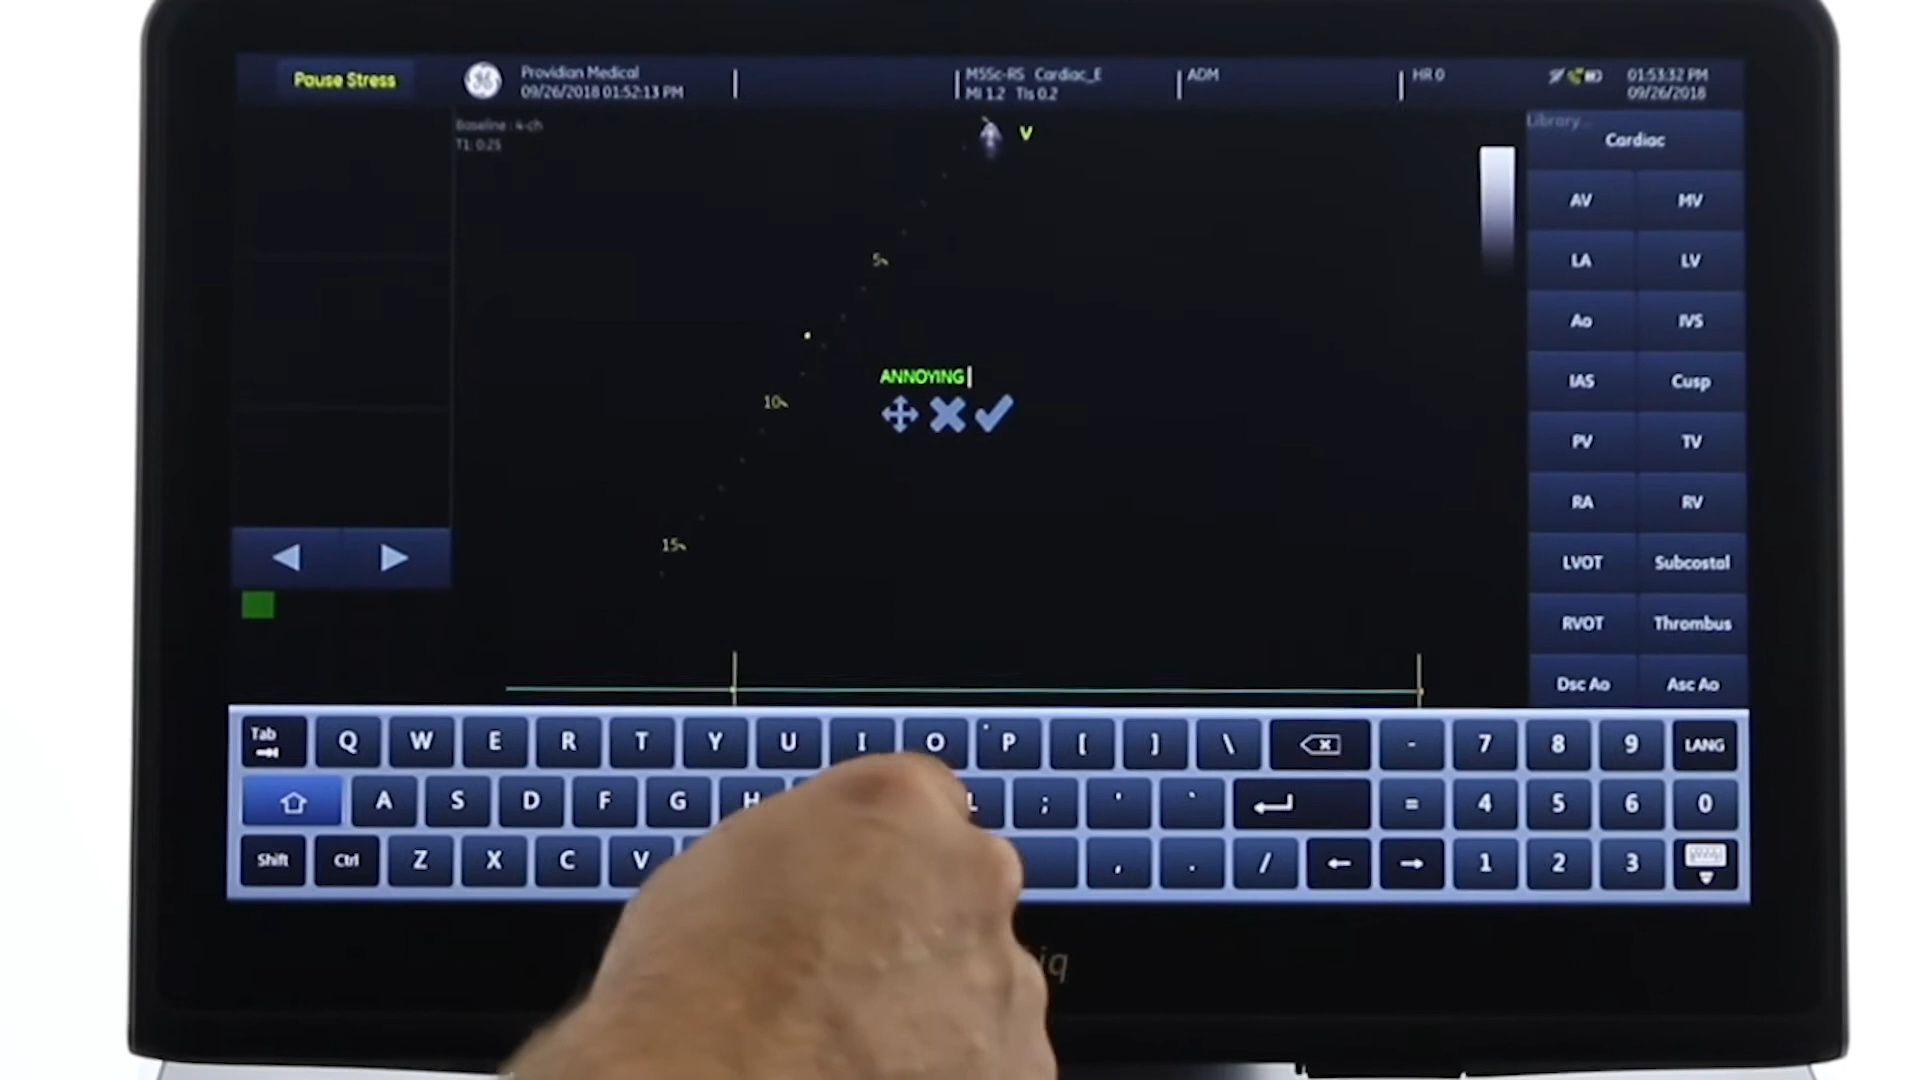 Pause Stress
Providian Medical
09/26/2018 01:52:13 PM
M5Sc-RS Cardiac_E
MI 1.2 TIs 0.2
ADM
HR 0
01:53:32 PM
09/26/2018
Baseline : 4-ch
T1: 0:25
V
5
10
15
ANNOYING
Library...
Cardiac
AV MV
LA LV
Ao IVS
IAS Cusp
PV TV
RA RV
LVOT Subcostal
RVOT Thrombus
Dsc Ao Asc Ao
Tab Q W E R T Y U I O P [ ] \ - 7 8 9 LANG
A S D F G H L ; ' ` = 4 5 6 0
Shift Ctrl Z X C V , . / ← → 1 2 3
iq